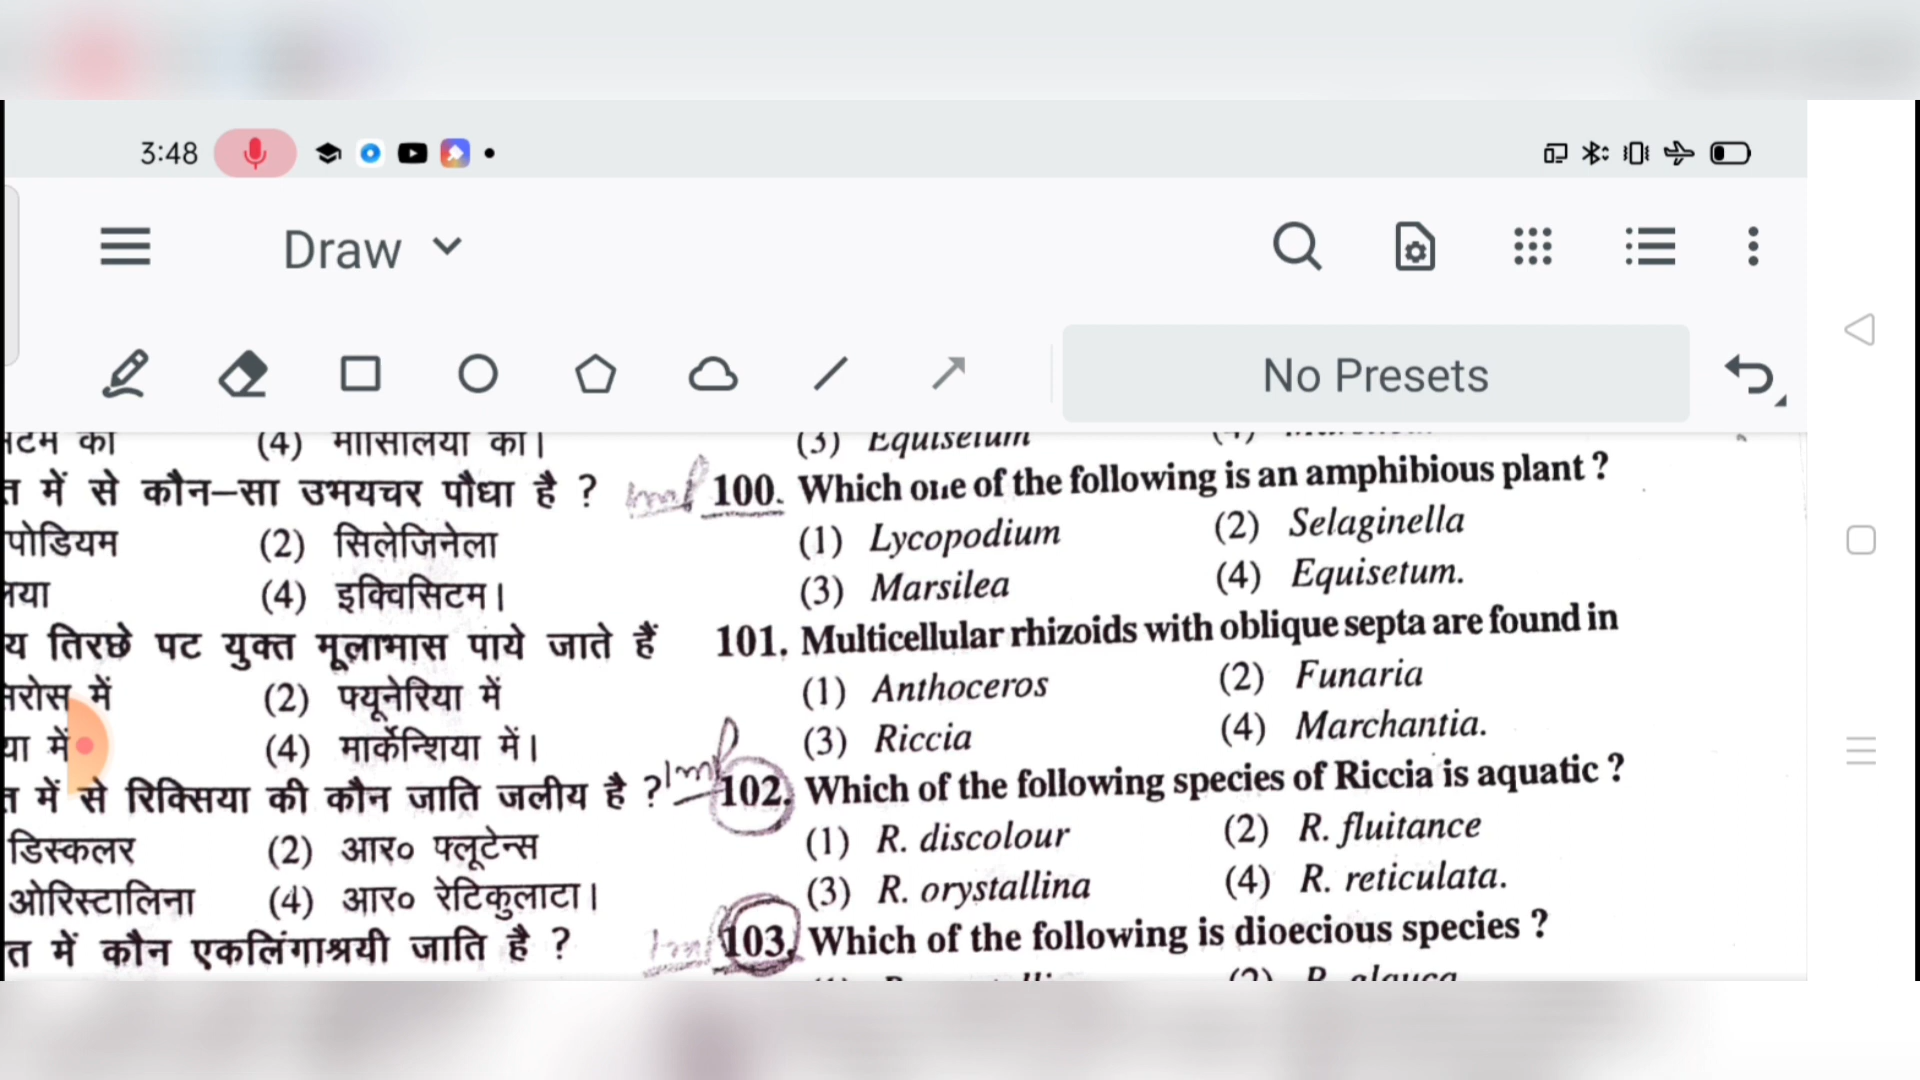 3:48
Draw
No Presets
(4) मार्सिलिया का।
त में से कौन–सा उभयचर पौधा है ?
पोडियम (2) सिलेजिनेला
(4) इक्विसिटम।
य तिरछे पट युक्त मूलाभास पाये जाते हैं
में (2) फ्यूनेरिया में
या में (4) मार्केन्शिया में।
त में से रिक्सिया की कौन जाति जलीय है ?
डिस्कलर (2) आर० फ्लूटेन्स
ओरिस्टालिना (4) आर० रेटिकुलाटा।
त में कौन एकलिंगाश्रयी जाति है ?
(3) Equisetum
100. Which one of the following is an amphibious plant ?
(1) Lycopodium (2) Selaginella
(3) Marsilea (4) Equisetum.
101. Multicellular rhizoids with oblique septa are found in
(1) Anthoceros (2) Funaria
(3) Riccia (4) Marchantia.
Imp 102. Which of the following species of Riccia is aquatic ?
(1) R. discolour (2) R. fluitance
(3) R. orystallina (4) R. reticulata.
103. Which of the following is dioecious species ?
(2) R. glauca